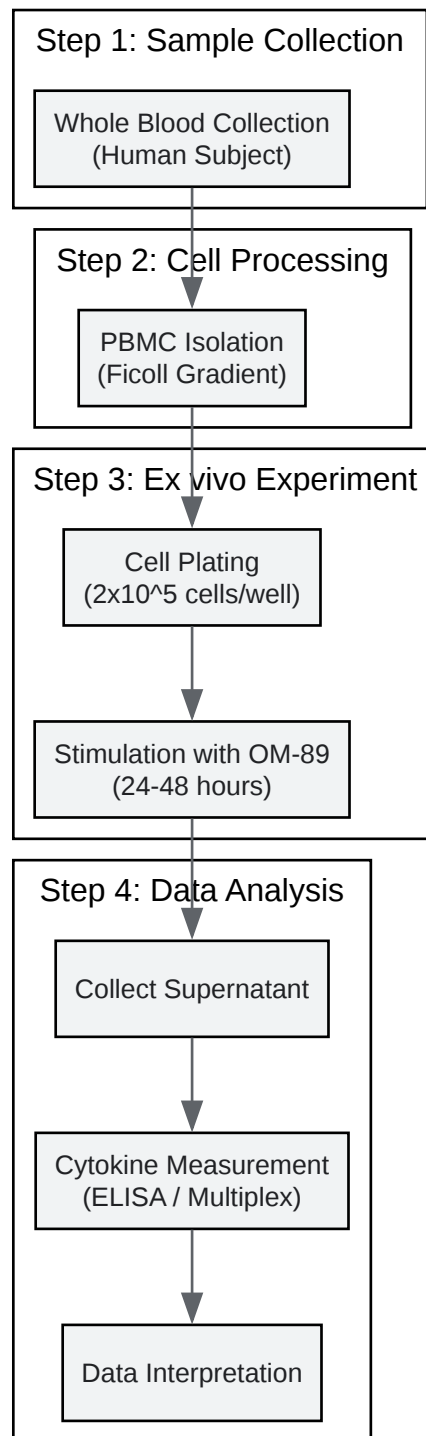 Step 1: Sample Collection
Whole Blood Collection
(Human Subject)
Step 2: Cell Processing
PBMC Isolation
(Ficoll Gradient)
Step 3: Ex vivo Experiment
Cell Plating
(2x10^5 cells/well)
Stimulation with OM-89
(24-48 hours)
Step 4: Data Analysis
Collect Supernatant
Cytokine Measurement
(ELISA / Multiplex)
Data Interpretation